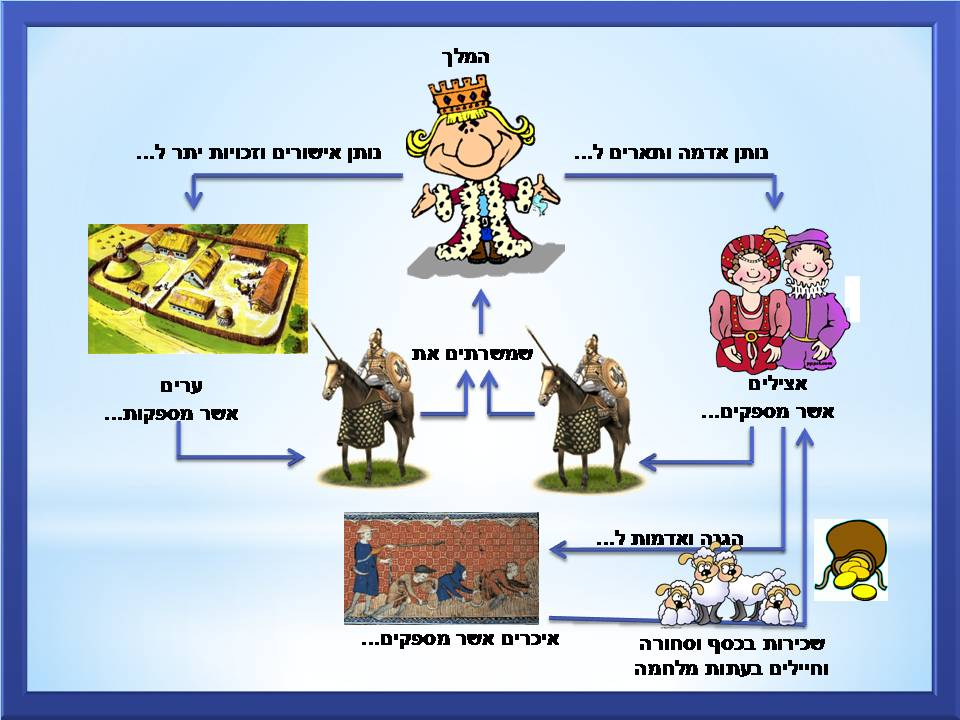 המלך
נותן אדמה ותארים ל...
נותן אישורים וזכויות יתר ל...
שמשרתים את
אצילים
אשר מספקים...
ערים
אשר מספקות...
הגנה ואדמות ל...
איכרים אשר מספקים...
שכירות בכסף וסחורה
וחיילים בעתות מלחמה